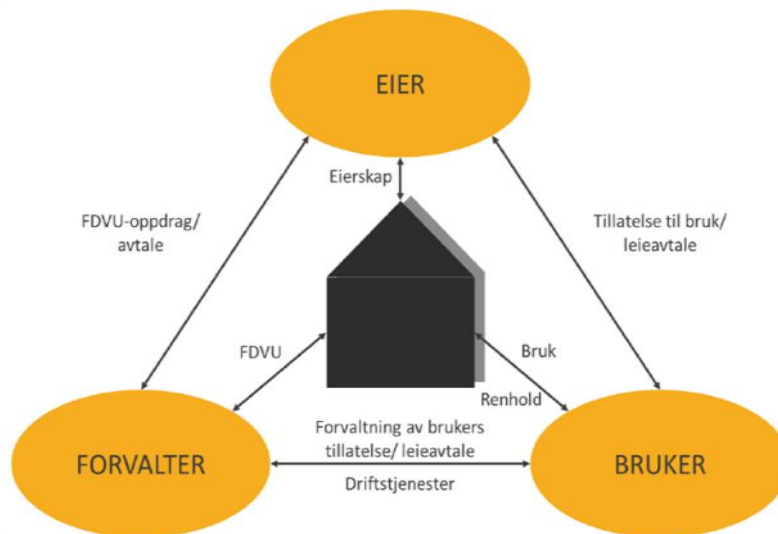 EIER
Eierskap
FDVU-oppdrag/
avtale
Tillatelse til bruk/
leieavtale
FDVU
Bruk
Renhold
Forvaltning av brukers
tillatelse/ leieavtale
FORVALTER
BRUKER
Driftstjenester